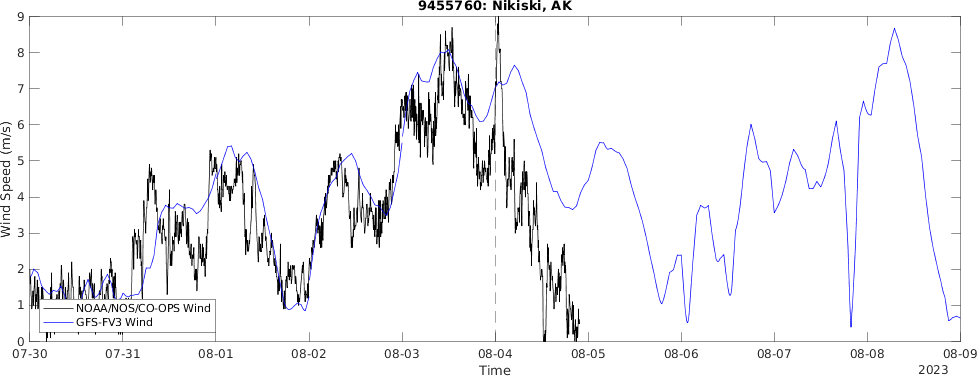 9455760: Nikiski, AK
Wind Speed (m/s)
9
8
7
6
5
4
3
2
1
0
NOAA/NOS/CO-OPS Wind
GFS-FV3 Wind
07-30 07-31 08-01 08-02 08-03 08-04 08-05 08-06 08-07 08-08 08-09
Time
2023